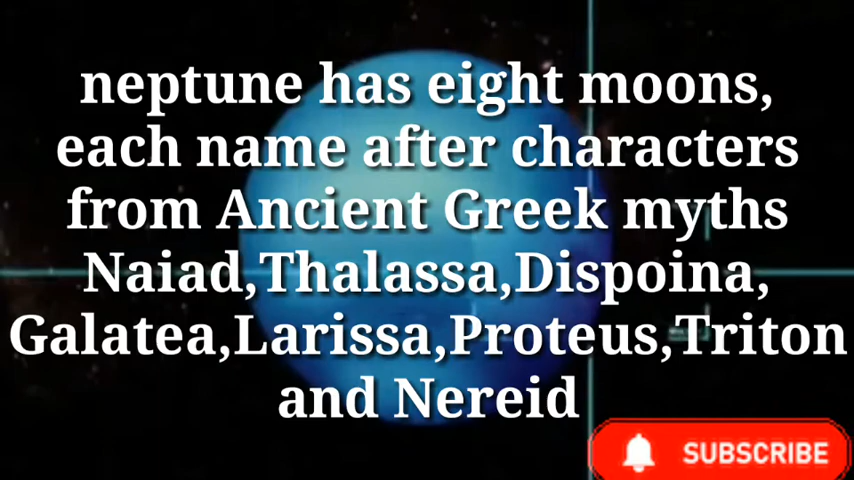 neptune has eight moons,
each name after characters
from Ancient Greek myths
Naiad,Thalassa,Dispoina,
Galatea,Larissa,Proteus,Triton
and Nereid
SUBSCRIBE